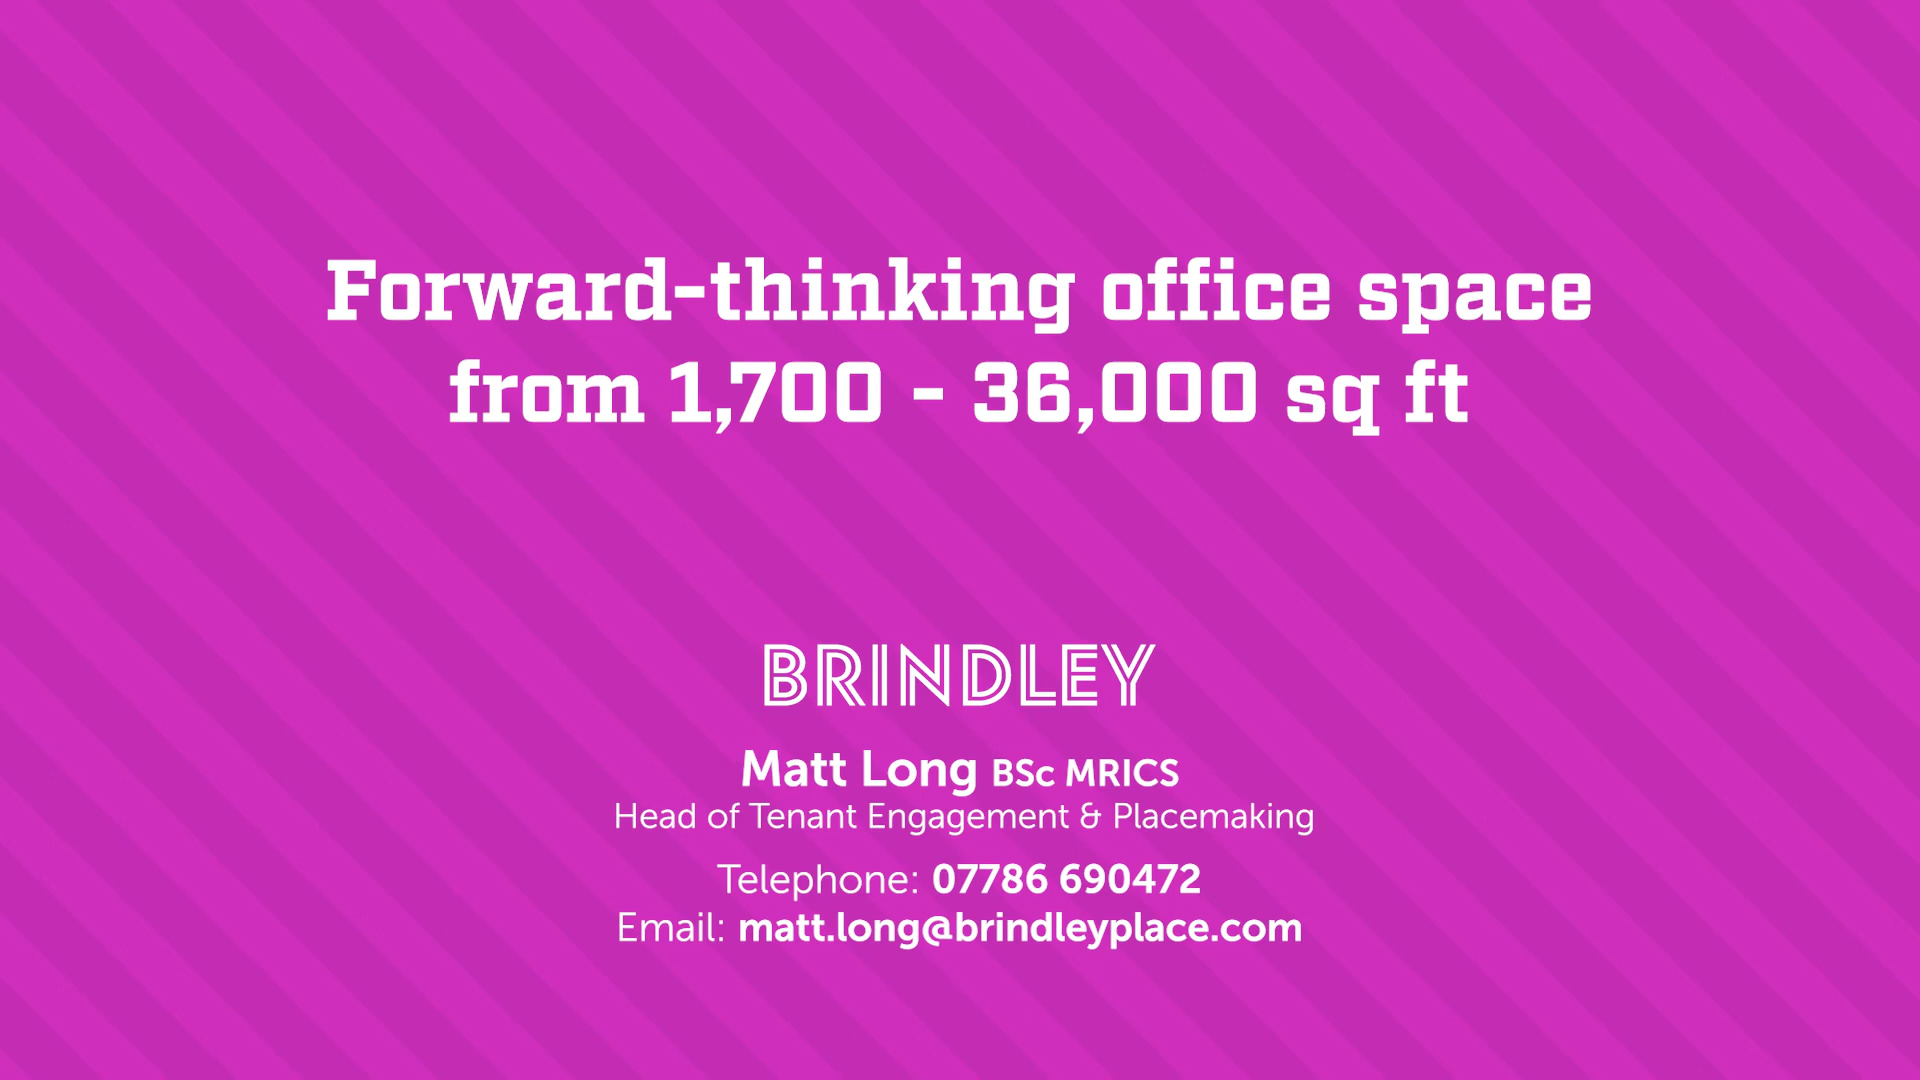 Forward-thinking office space
from 1,700 - 36,000 sq ft
BRINDLEY
Matt Long BSc MRICS
Head of Tenant Engagement & Placemaking
Telephone: 07786 690472
Email: matt.long@brindleyplace.com